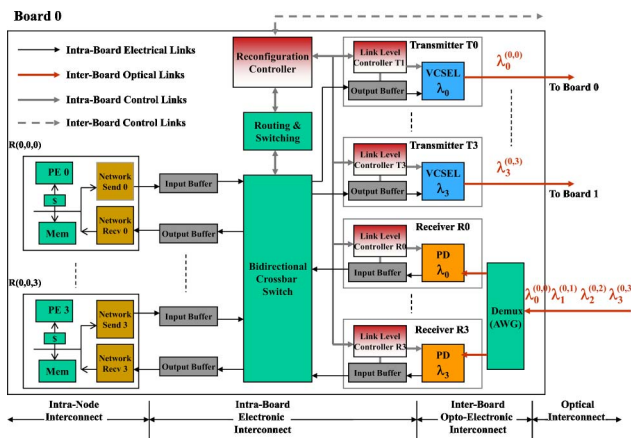 Board 0
Intra-Board Electrical Links
Inter-Board Optical Links
Intra-Board Control Links
Inter-Board Control Links
Reconfiguration
Controller
Routing &
Switching
Bidirectional
Crossbar
Switch
R(0,0,0)
PE 0
S
Mem
Network
Send 0
Network
Recv 0
Input Buffer
Output Buffer
R(0,0,3)
PE 3
S
Mem
Network
Send 3
Network
Recv 3
Input Buffer
Output Buffer
Transmitter T0
Link Level
Controller T1
Output Buffer
VCSEL
λ0
λ0(0,0)
To Board 0
Transmitter T3
Link Level
Controller T3
Output Buffer
VCSEL
λ3
λ3(0,3)
To Board 1
Receiver R0
Link Level
Controller R0
Input Buffer
PD
λ0
Receiver R3
Link Level
Controller R3
Input Buffer
PD
λ3
Demux
(AWG)
λ0(0,0) λ1(0,1) λ2(0,2) λ3(0,3
Intra-Node
Interconnect
Intra-Board
Electronic
Interconnect
Inter-Board
Opto-Electronic
Interconnect
Optical
Interconnect